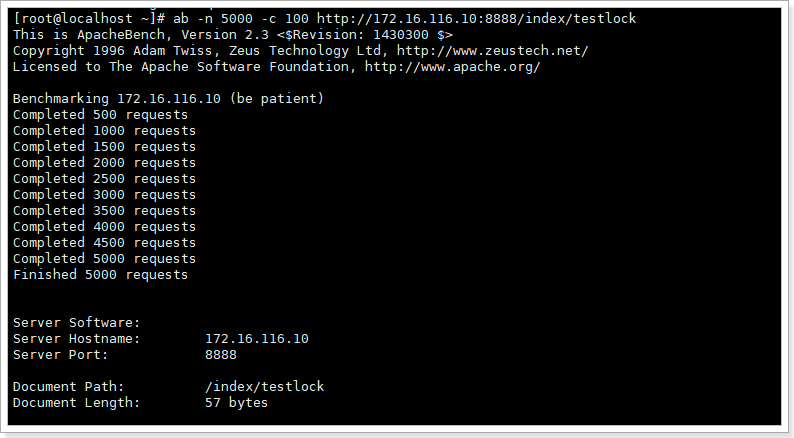 [root@localhost ~]# ab -n 5000 -c 100 http://172.16.116.10:8888/index/testlock
This is ApacheBench, Version 2.3 <$Revision: 1430300 $>
Copyright 1996 Adam Twiss, Zeus Technology Ltd, http://www.zeustech.net/
Licensed to The Apache Software Foundation, http://www.apache.org/

Benchmarking 172.16.116.10 (be patient)
Completed 500 requests
Completed 1000 requests
Completed 1500 requests
Completed 2000 requests
Completed 2500 requests
Completed 3000 requests
Completed 3500 requests
Completed 4000 requests
Completed 4500 requests
Completed 5000 requests
Finished 5000 requests

Server Software:
Server Hostname:        172.16.116.10
Server Port:            8888

Document Path:          /index/testlock
Document Length:        57 bytes